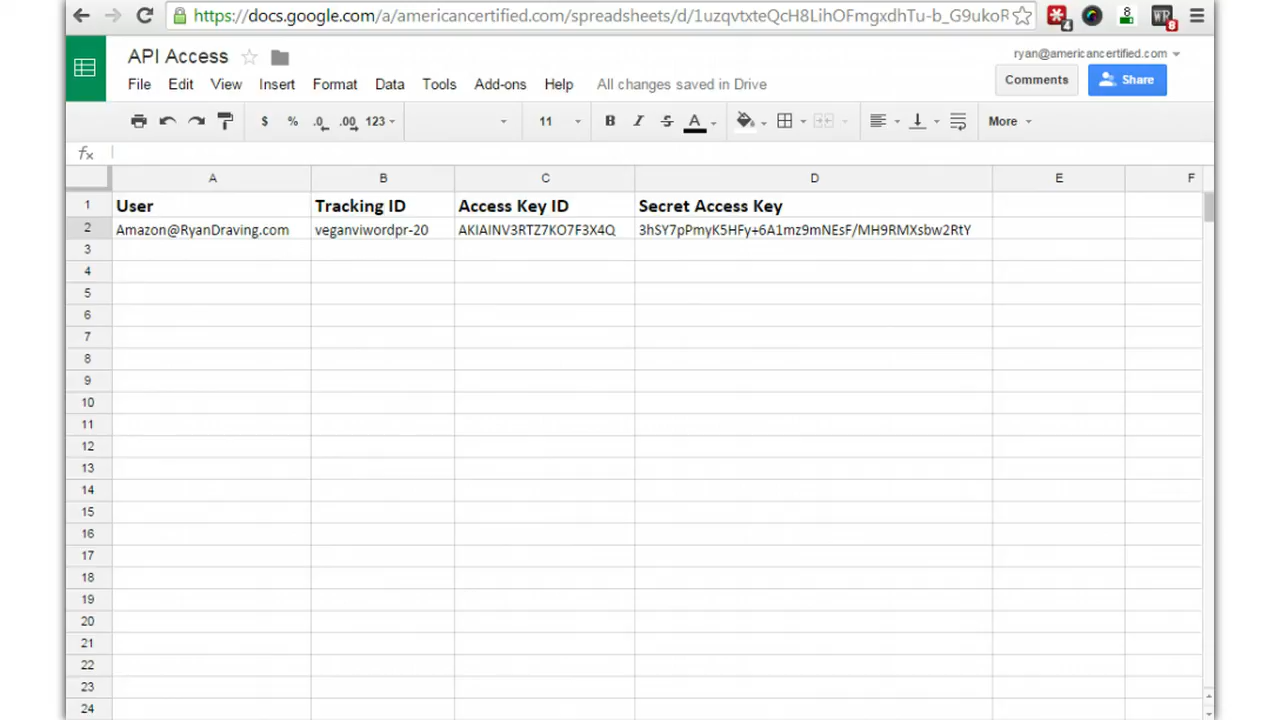 https://docs.google.com/a/americancertified.com/spreadsheets/d/1uzqvtxteQcH8LihOFmgxdhTu-b_G9ukoR
4
8
WR
8
API Access
ryan@americancertified.com
File Edit View Insert Format Data Tools Add-ons Help All changes saved in Drive
Comments
Share
$ % .0 .00 123 11 B I S A More
fx
A B C D E F
1 User Tracking ID Access Key ID Secret Access Key
2 Amazon@RyanDraving.com veganviwordpr-20 AKIAINV3RTZ7KO7F3X4Q 3hSY7pPmyK5HFy+6A1mz9mNEsF/MH9RMXsbw2RtY
3
4
5
6
7
8
9
10
11
12
13
14
15
16
17
18
19
20
21
22
23
24